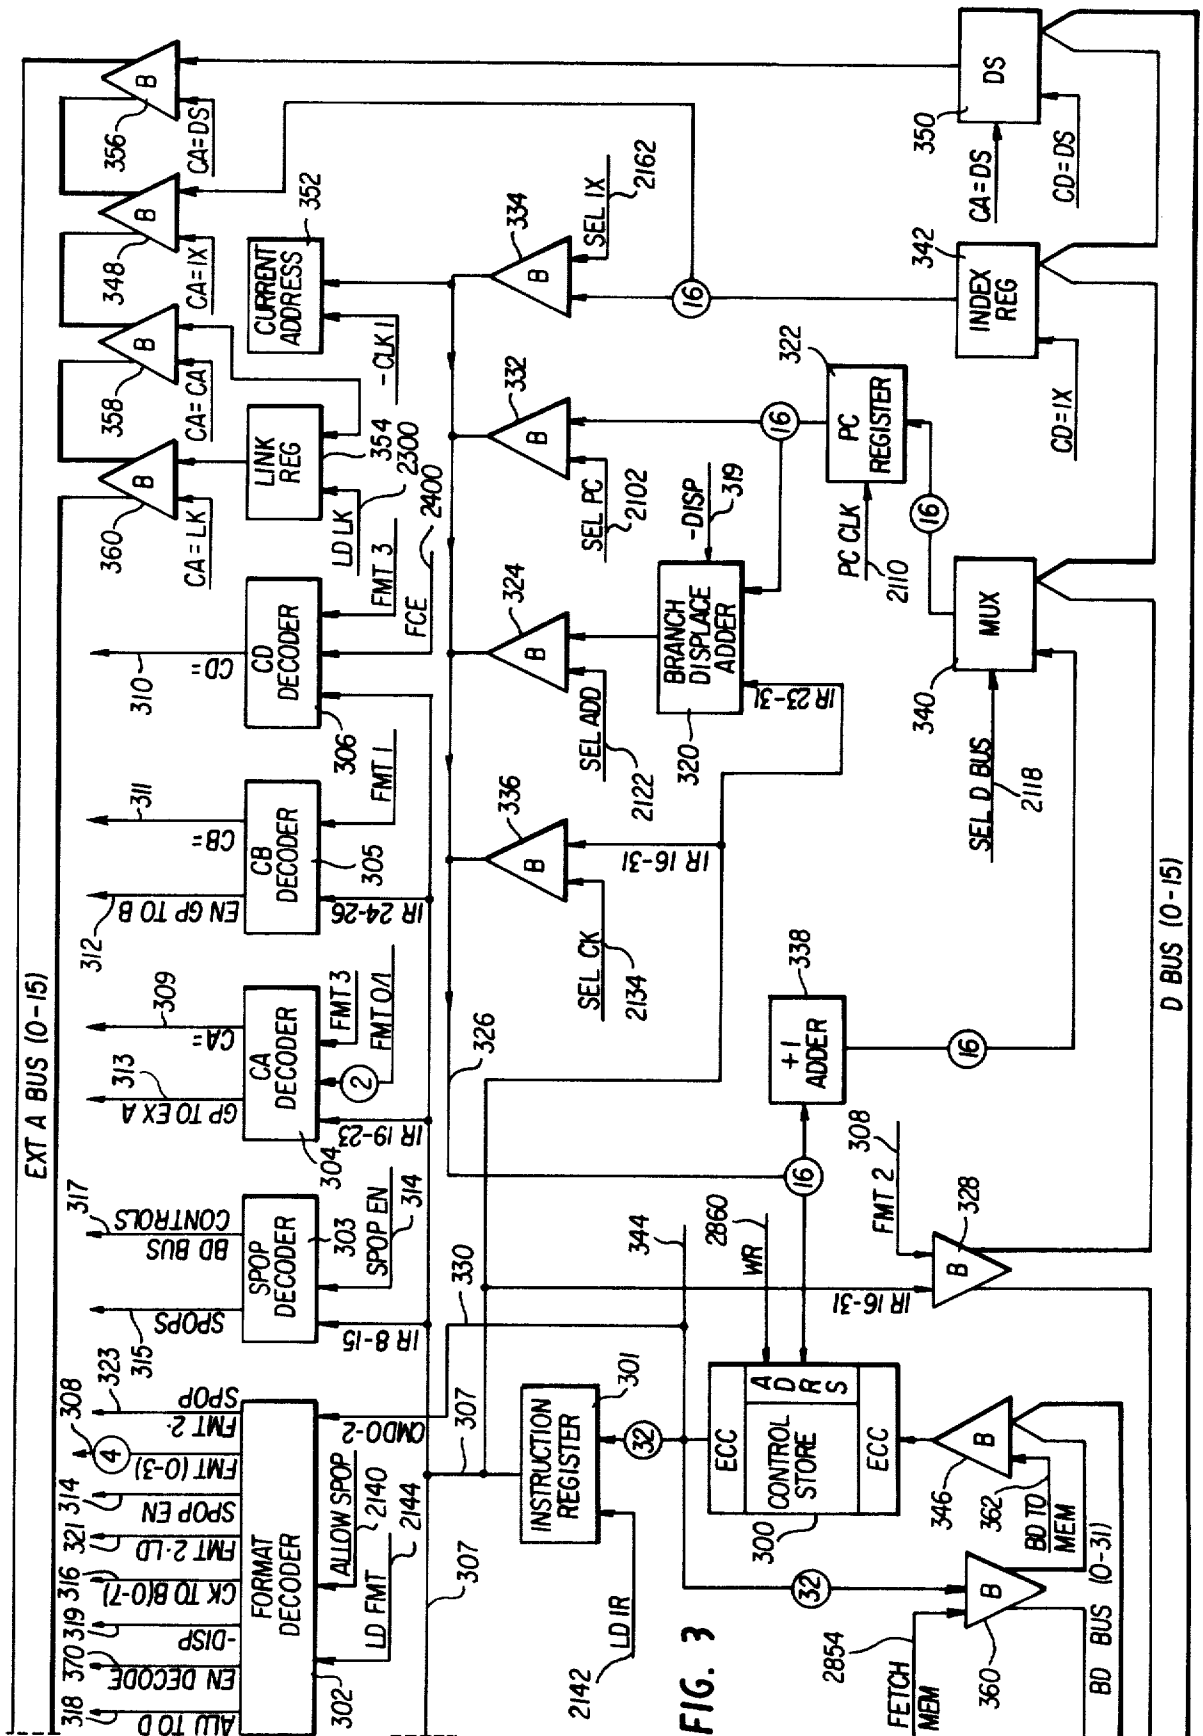 EXT A BUS (0-15)
ALU TO D
318
EN DECODE
370
-DISP
319
CK TO B(0-7)
316
FMT 2·LD
321
SPOP EN
314
FMT (0-3)
4
308
FMT 2·
SPOP
323
FORMAT
DECODER
302
LD FMT
2144
ALLOW SPOP
2140
CMD0-2
330
SPOPS
315
BD BUS
CONTROLS
317
SPOP
DECODER
303
IR 8-15
SPOP EN
314
GP TO EX A
313
CA=
309
CA
DECODER
304
IR 19-23
2
FMT 0/1
FMT 3
EN GP TO B
312
CB=
311
CB
DECODER
305
IR 24-26
FMT 1
CD=
310
CD
DECODER
306
FCE
2400
FMT 3
LINK
REG
354
LD LK
2300
CURRENT
ADDRESS
352
-CLK 1
B
360
CA=LK
B
358
CA=CA
B
348
CA=IX
B
356
CA=DS
307
307
326
B
336
SEL CK
2134
IR 16-31
B
324
SEL ADD
2122
B
332
SEL PC
2102
B
334
SEL IX
2162
16
INSTRUCTION
REGISTER
301
LD IR
2142
32
344
BRANCH
DISPLACE
ADDER
320
-DISP
319
IR 23-31
16
ECC
CONTROL
STORE
ECC
ADRS
300
WR
2860
16
+1
ADDER
338
16
PC
REGISTER
322
PC CLK
2110
16
MUX
340
SEL D BUS
2118
INDEX
REG
342
CD=IX
DS
350
CA=DS
CD=DS
IR 16-31
B
328
FMT 2
308
B
346
BD TO
MEM
362
32
B
360
FETCH
MEM
2854
BD BUS (0-31)
D BUS (0-15)
FIG. 3